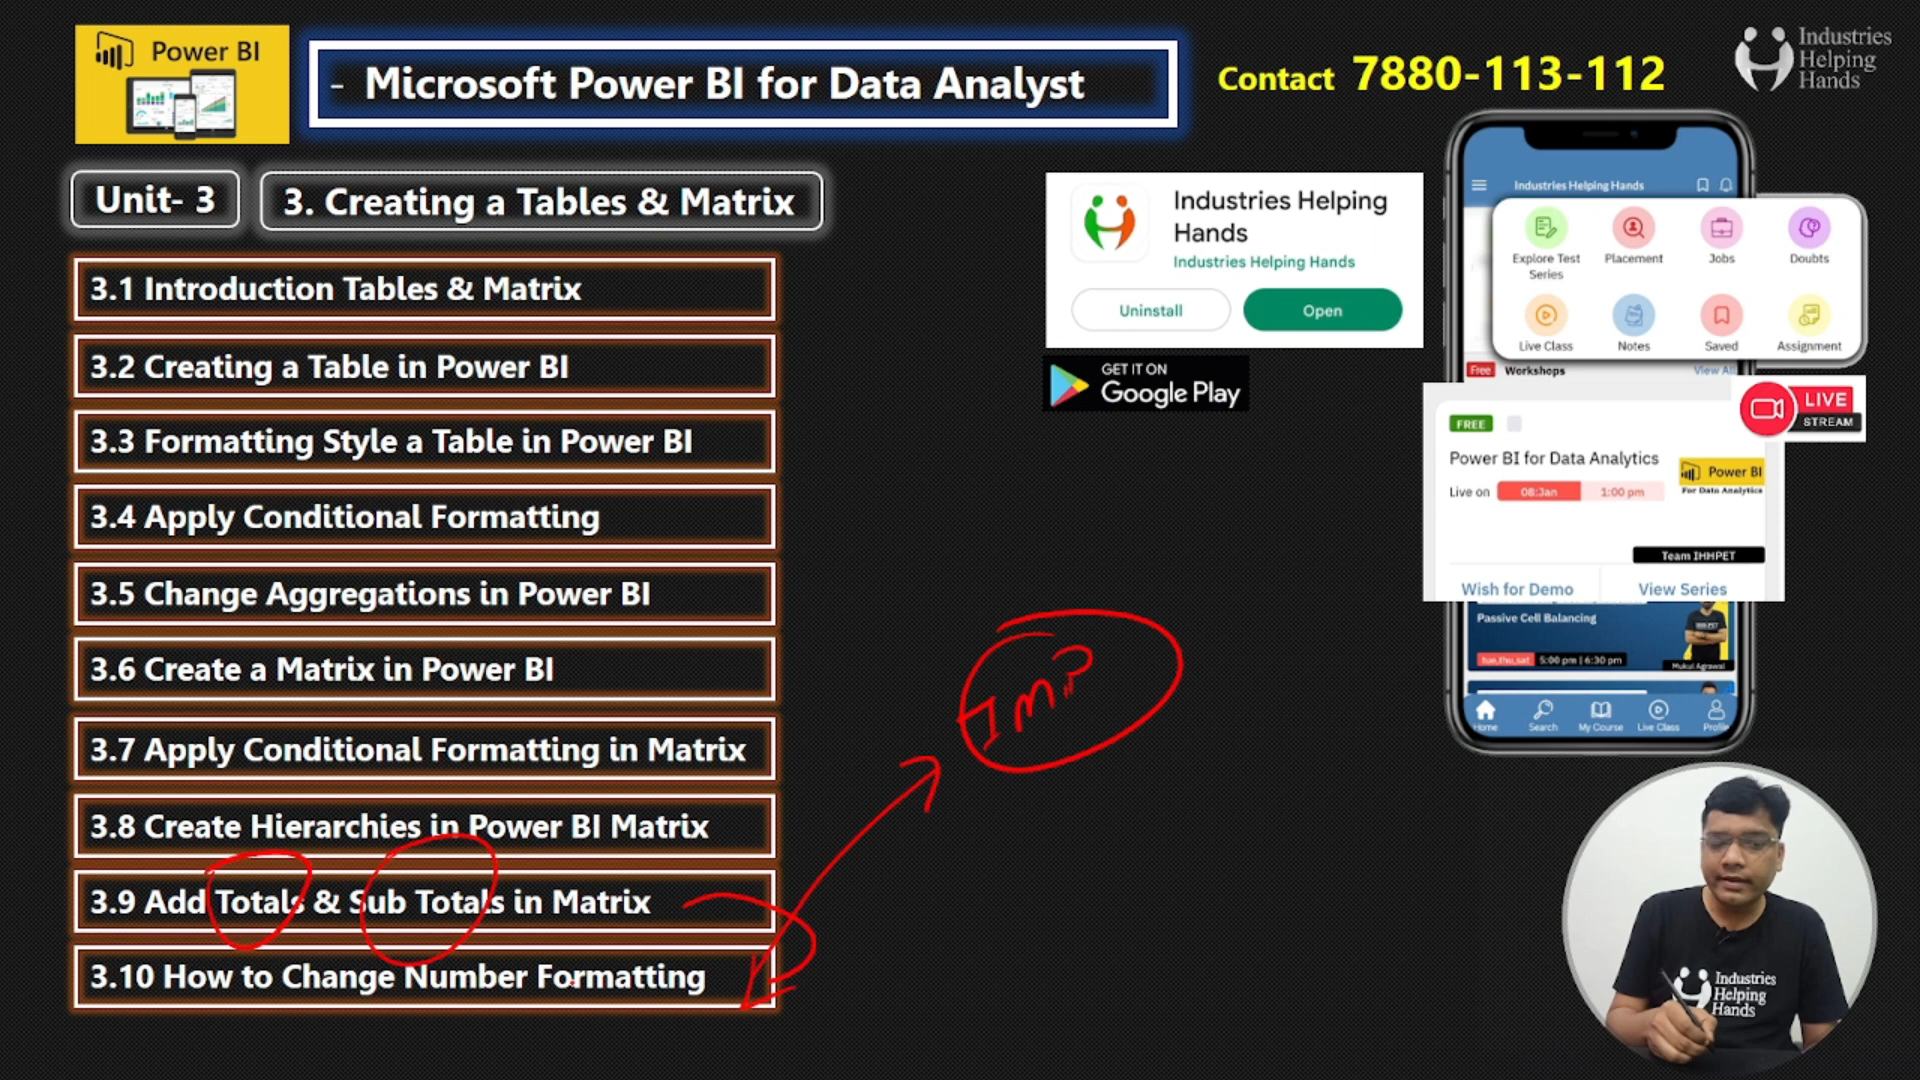 Power BI
- Microsoft Power BI for Data Analyst
Contact 7880-113-112
Industries
Helping
Hands
Unit- 3
3. Creating a Tables & Matrix
3.1 Introduction Tables & Matrix
3.2 Creating a Table in Power BI
3.3 Formatting Style a Table in Power BI
3.4 Apply Conditional Formatting
3.5 Change Aggregations in Power BI
3.6 Create a Matrix in Power BI
3.7 Apply Conditional Formatting in Matrix
3.8 Create Hierarchies in Power BI Matrix
3.9 Add Totals & Sub Totals in Matrix
3.10 How to Change Number Formatting
IMP
Industries Helping
Hands
Industries Helping Hands
Uninstall
Open
GET IT ON
Google Play
Industries Helping Hands
Explore Test
Series
Placement
Jobs
Doubts
Live Class
Notes
Saved
Assignment
Free
Workshops
View All
LIVE
STREAM
FREE
Power BI for Data Analytics
Power BI
For Data Analytics
Live on
08:Jan
1:00 pm
Team IHHPET
Wish for Demo
View Series
Passive Cell Balancing
tue,thu,sat
5:00 pm | 6:30 pm
Mukul Agrawal
Home
Search
My Course
Live Class
Profile
Industries
Helping
Hands